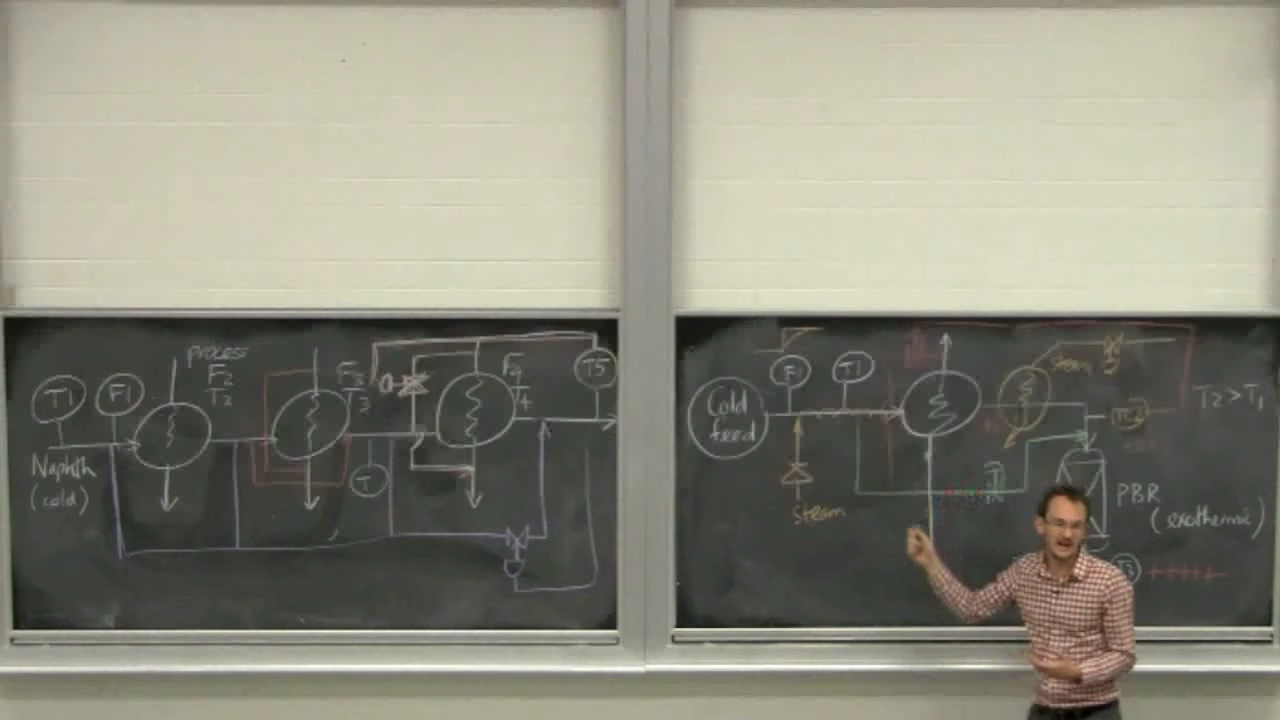 T1
F1
PROCESS
F2
T2
F3
T3
F4
T4
T5
Naphth
(cold)
T
Cold
feed
F1
T1
steam
Steam
T2
T2 > T1
PBR
(exothermic)
T3